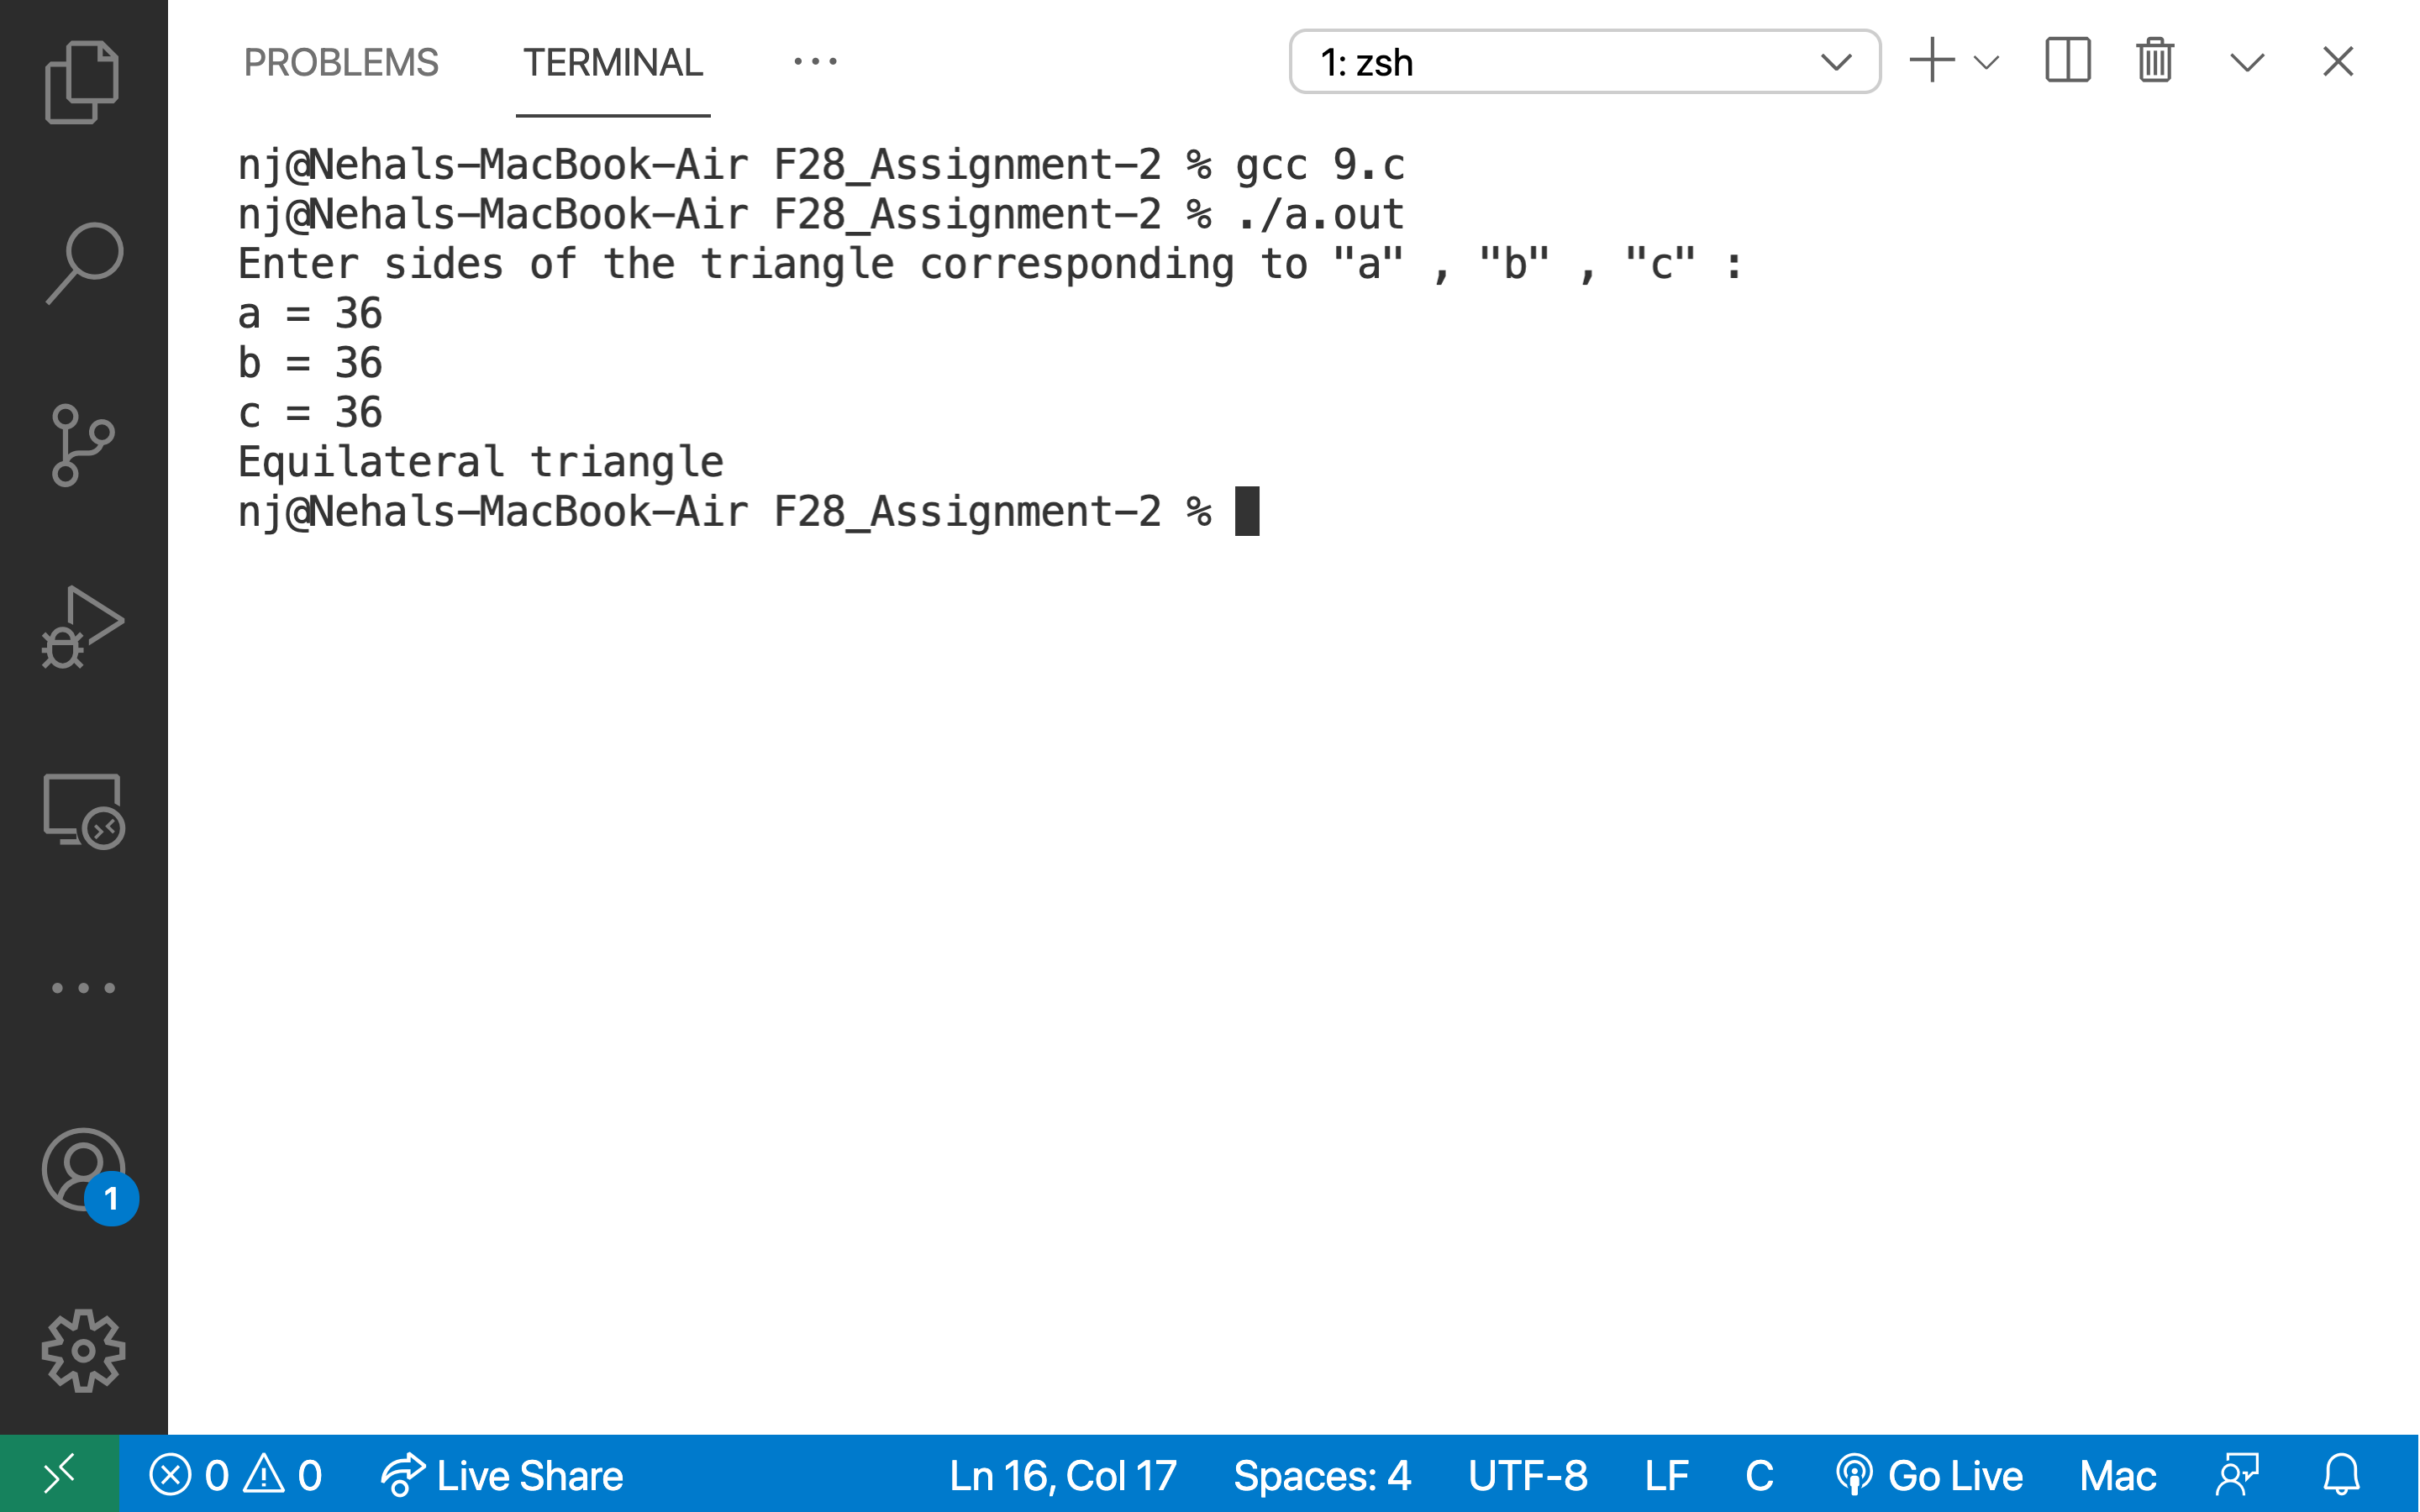 PROBLEMS TERMINAL ··· 1: zsh
nj@Nehals-MacBook-Air F28_Assignment-2 % gcc 9.c
nj@Nehals-MacBook-Air F28_Assignment-2 % ./a.out
Enter sides of the triangle corresponding to "a" , "b" , "c" :
a = 36
b = 36
c = 36
Equilateral triangle
nj@Nehals-MacBook-Air F28_Assignment-2 %
1
0 0 Live Share Ln 16, Col 17 Spaces: 4 UTF-8 LF C Go Live Mac